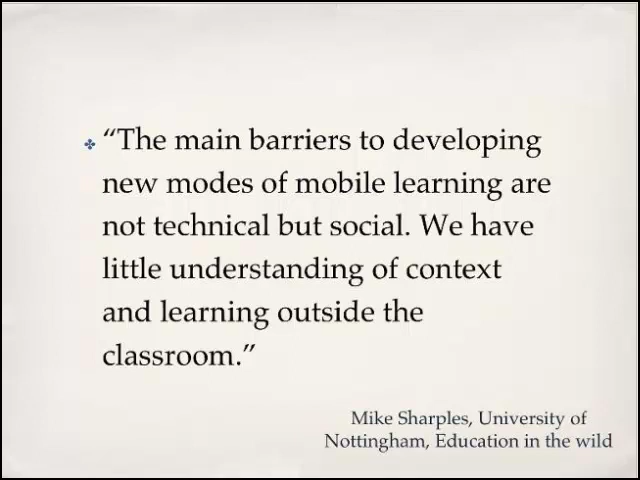 “The main barriers to developing
new modes of mobile learning are
not technical but social. We have
little understanding of context
and learning outside the
classroom.”
Mike Sharples, University of
Nottingham, Education in the wild